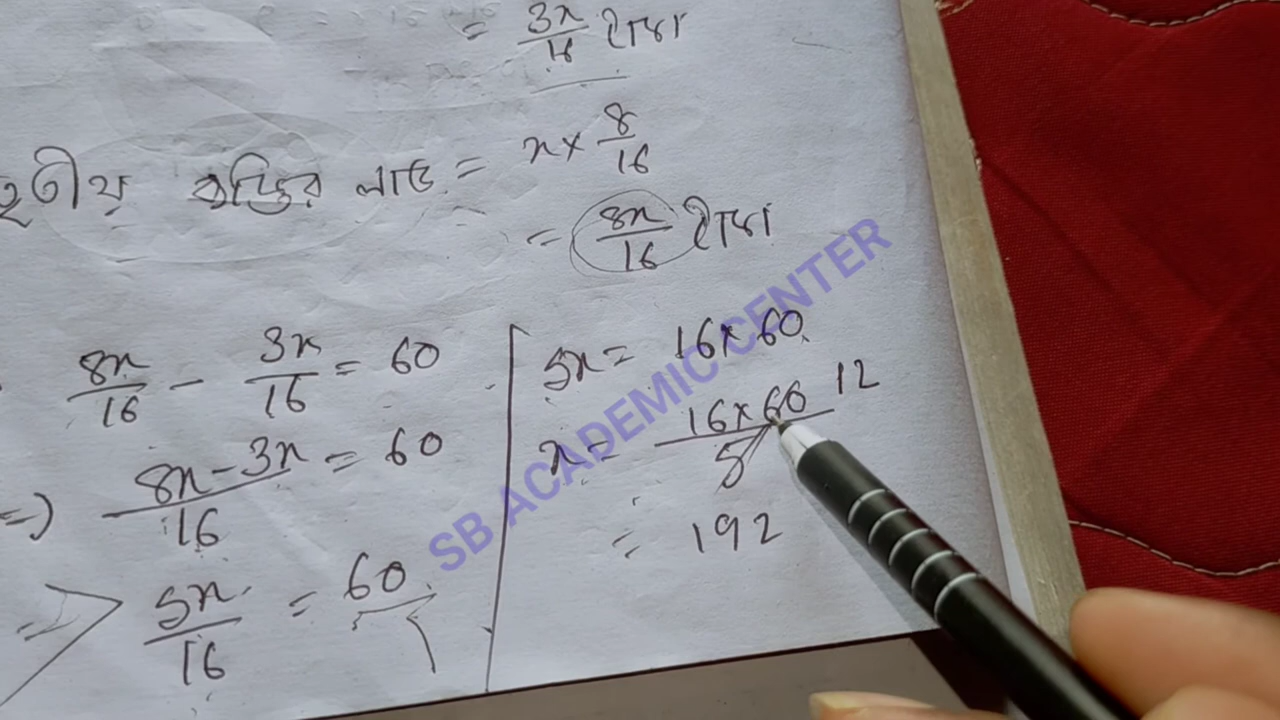 = 3x/16 টাকা
তৃতীয় ব্যক্তির লাভ = x × 8/16
= 8x/16 টাকা
8x/16 − 3x/16 = 60
=> 8x − 3x/16 = 60
=> 5x/16 = 60
5x = 16 × 60
x = 16 × 60/5 12
= 192
SB ACADEMIC CENTER